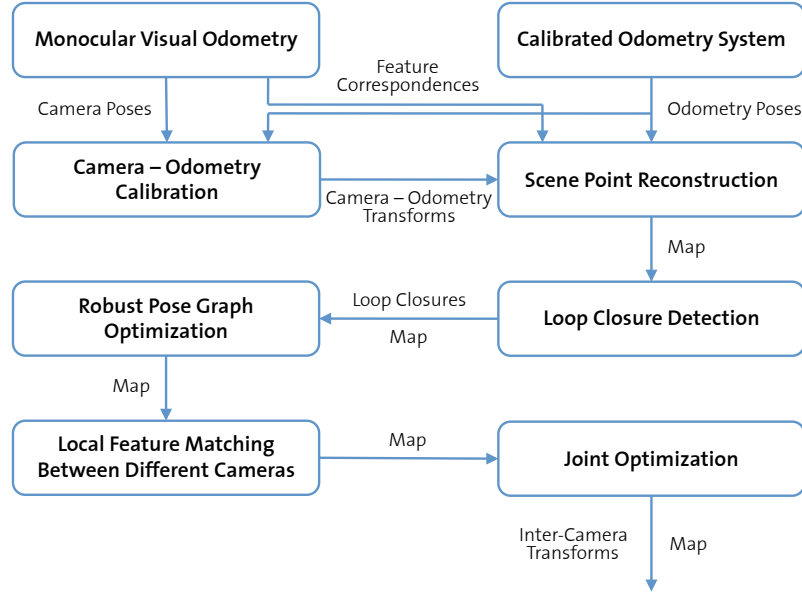 Monocular Visual Odometry
Calibrated Odometry System
Feature
Correspondences
Camera Poses
Odometry Poses
Camera – Odometry
Calibration
Scene Point Reconstruction
Camera – Odometry
Transforms
Map
Robust Pose Graph
Optimization
Loop Closures
Map
Loop Closure Detection
Map
Local Feature Matching
Between Different Cameras
Map
Joint Optimization
Inter-Camera
Transforms
Map